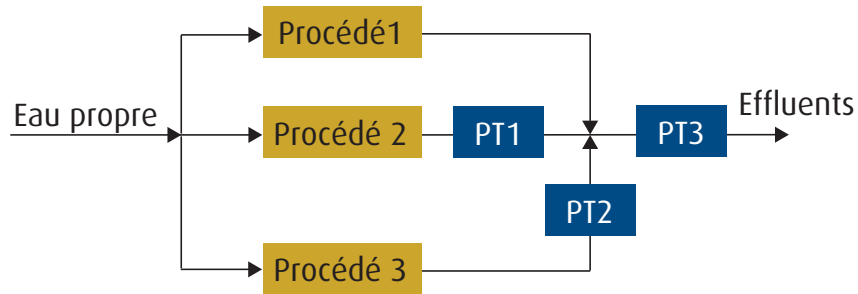 Procédé1
Eau propre
Procédé 2
PT1
PT3
Effluents
PT2
Procédé 3